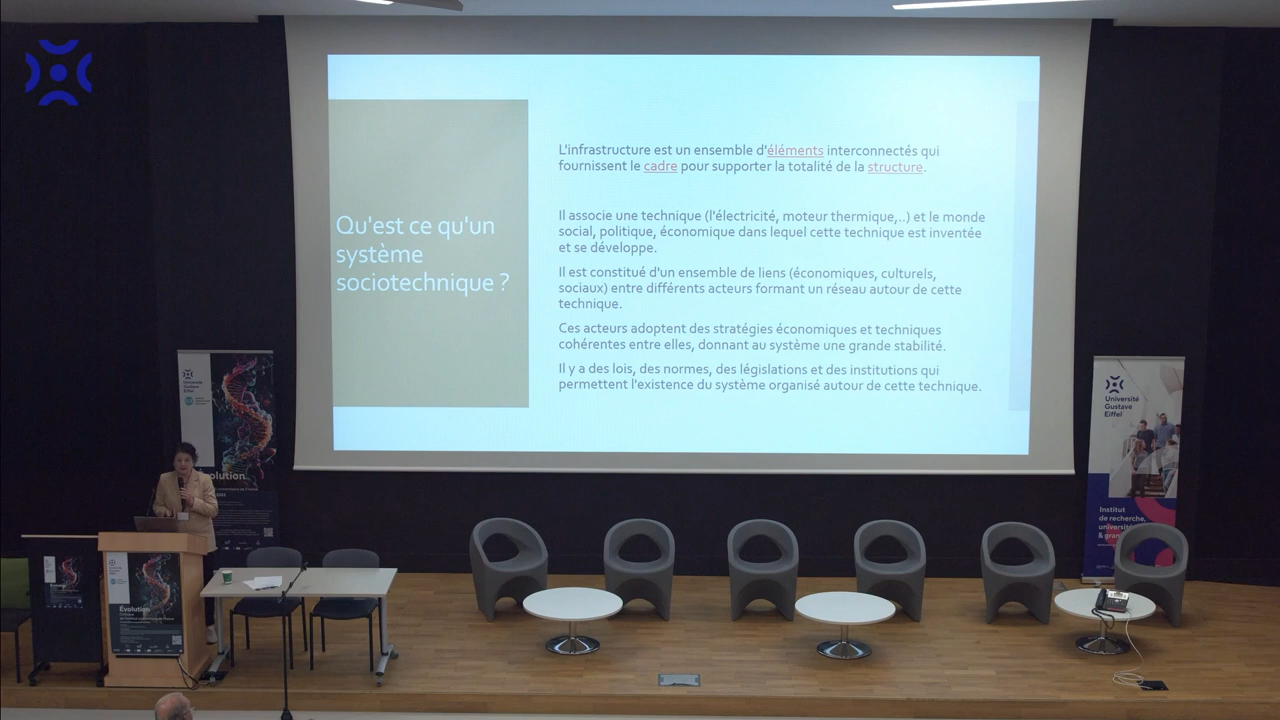 Qu'est ce qu'un
système
sociotechnique ?
L'infrastructure est un ensemble d'éléments interconnectés qui
fournissent le cadre pour supporter la totalité de la structure.
Il associe une technique (l'électricité, moteur thermique,..) et le monde
social, politique, économique dans lequel cette technique est inventée
et se développe.
Il est constitué d'un ensemble de liens (économiques, culturels,
sociaux) entre différents acteurs formant un réseau autour de cette
technique.
Ces acteurs adoptent des stratégies économiques et techniques
cohérentes entre elles, donnant au système une grande stabilité.
Il y a des lois, des normes, des législations et des institutions qui
permettent l'existence du système organisé autour de cette technique.
Université
Gustave
Eiffel
olution
Évolution
Colloque
Université
Gustave
Eiffel
Institut
de recherche,